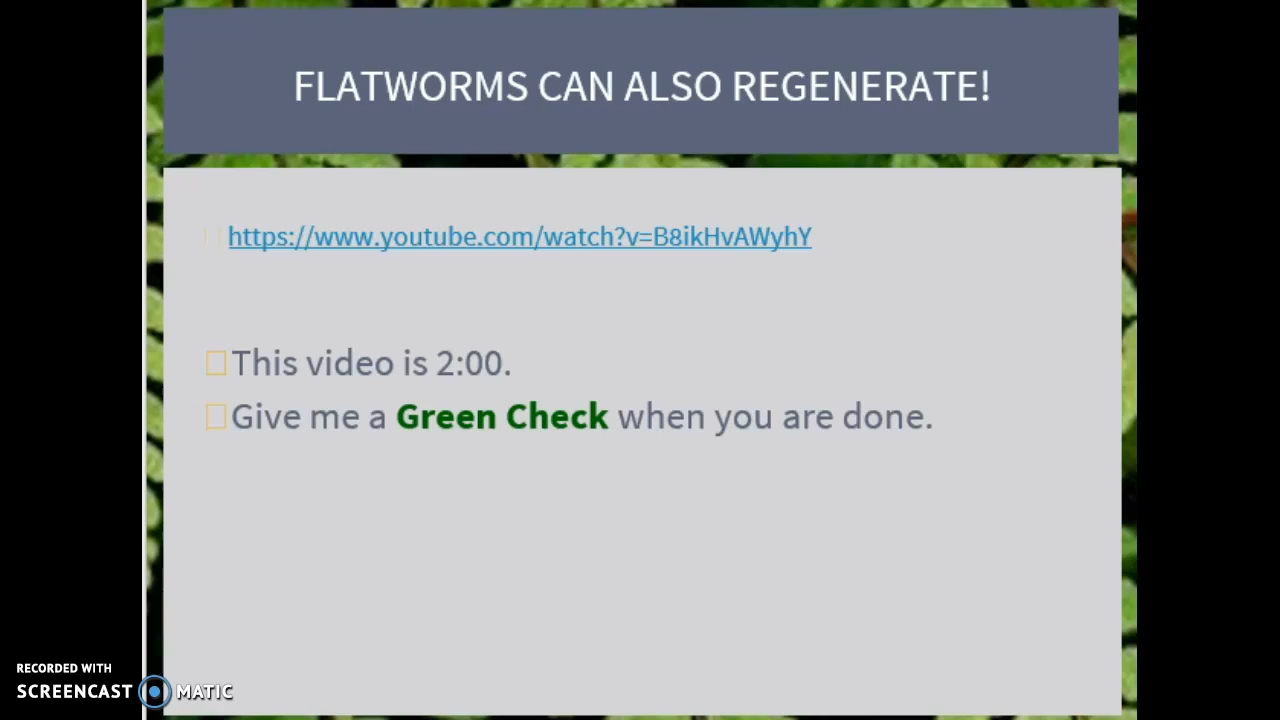 FLATWORMS CAN ALSO REGENERATE!
https://www.youtube.com/watch?v=B8ikHvAWyhY
This video is 2:00.
Give me a Green Check when you are done.
RECORDED WITH
SCREENCAST MATIC